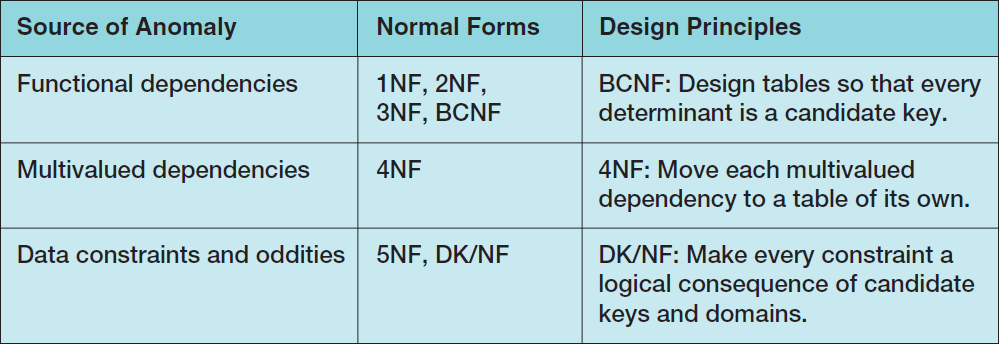 Source of Anomaly
Normal Forms
Design Principles
Functional dependencies
1NF, 2NF,
3NF, BCNF
BCNF: Design tables so that every
determinant is a candidate key.
Multivalued dependencies
4NF
4NF: Move each multivalued
dependency to a table of its own.
Data constraints and oddities
5NF, DK/NF
DK/NF: Make every constraint a
logical consequence of candidate
keys and domains.